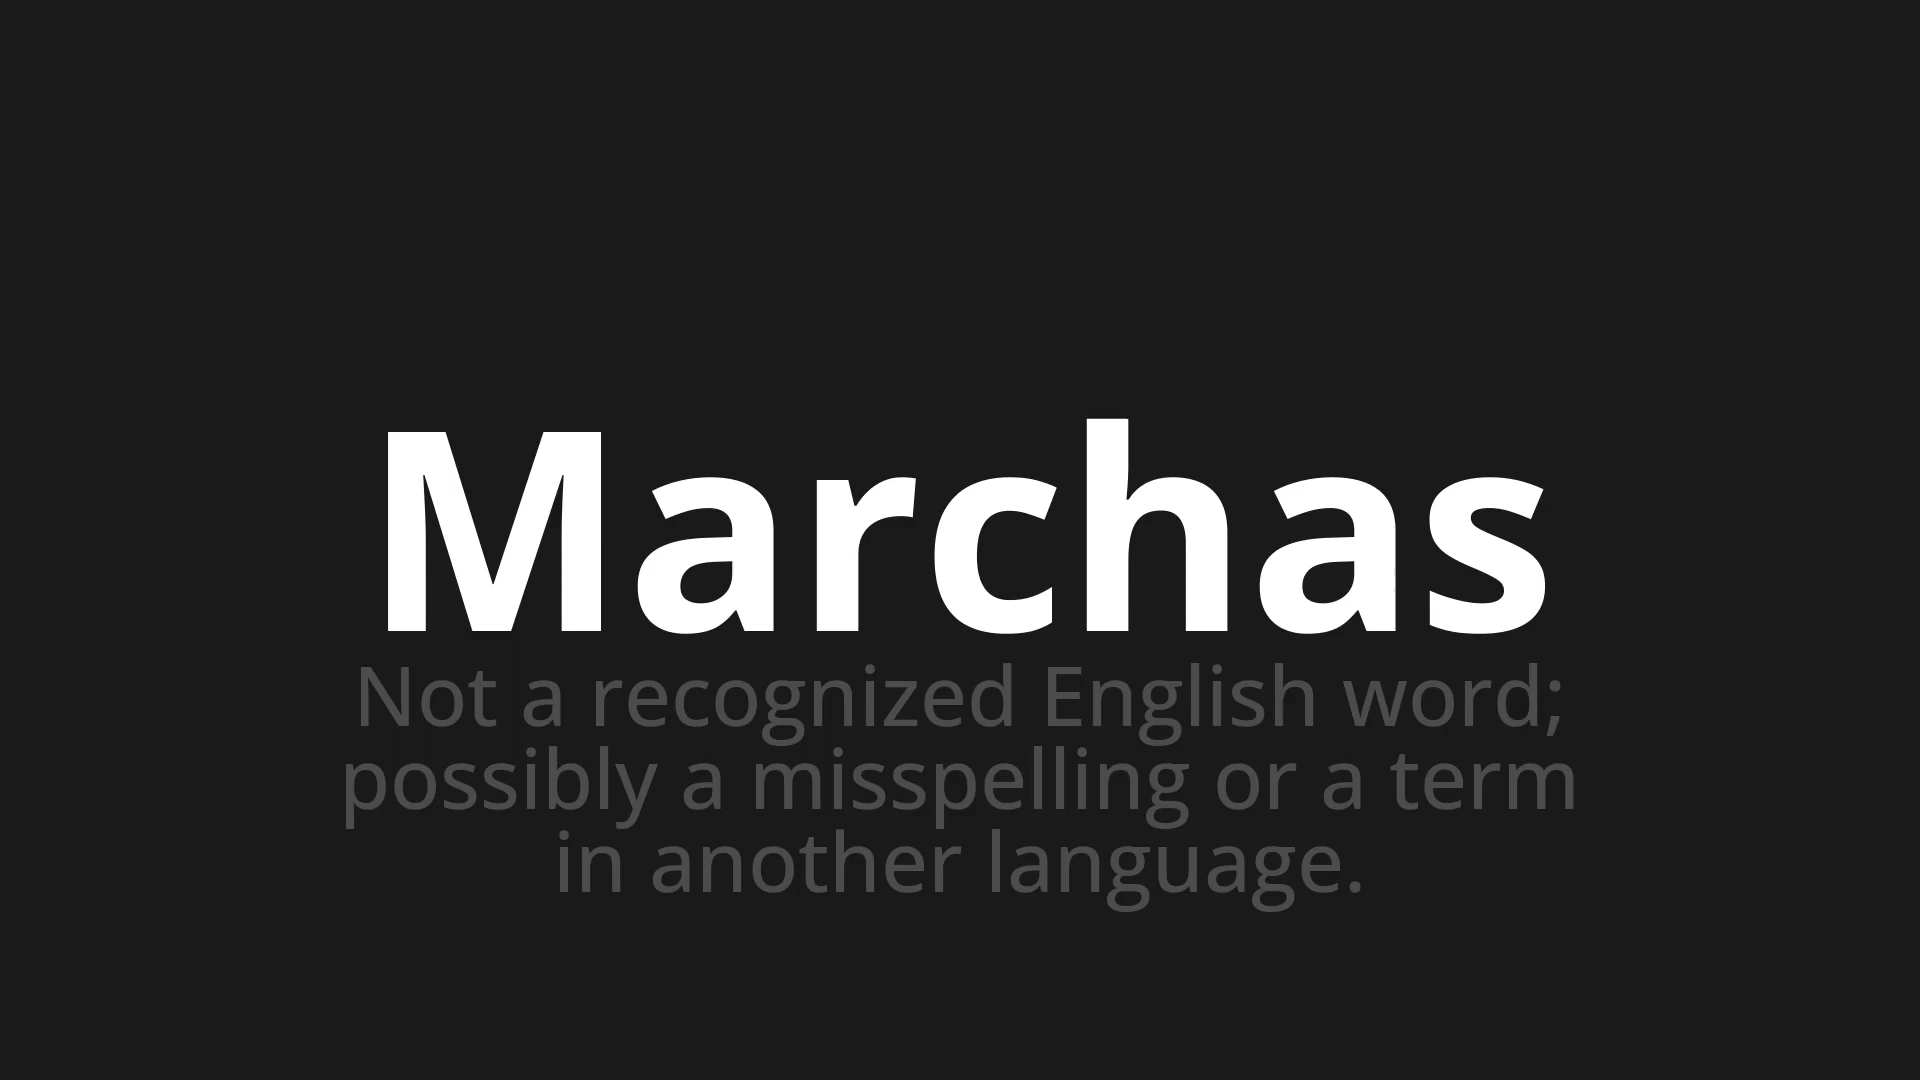 Marchas
Not a recognized English word;
possibly a misspelling or a term
in another language.